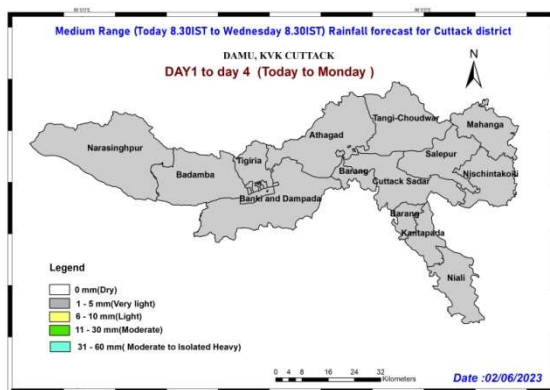 Medium Range (Today 8.30IST to Wednesday 8.30IST) Rainfall forecast for Cuttack district
DAMU, KVK CUTTACK
DAY1 to day 4 (Today to Monday )
N
Narasinghpur
Badamba
Tigiria
Athagad
Tangi-Choudwar
Mahanga
Salepur
Barang
Nischintakoili
Cuttack Sadar
Banki and Dampada
Barang
Kantapada
Niali
Legend
0 mm(Dry)
1 - 5 mm(Very light)
6 - 10 mm(Light)
11 - 30 mm(Moderate)
31 - 60 mm( Moderate to Isolated Heavy)
0 4 8 16 24 32
Kilometers
Date :02/06/2023